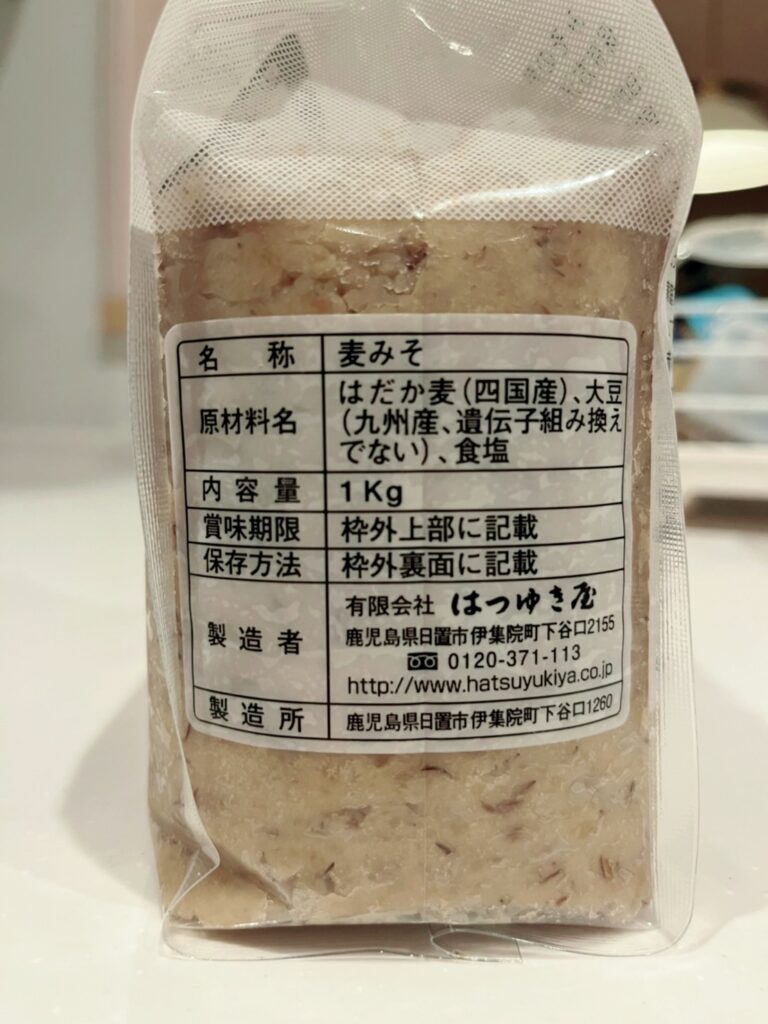 名称 麦みそ
原材料名 はだか麦(四国産)、大豆
(九州産、遺伝子組み換え
でない)、食塩
内容量 1Kg
賞味期限 枠外上部に記載
保存方法 枠外裏面に記載
製造者 有限会社 はつゆき屋
鹿児島県日置市伊集院町下谷口2155
0120-371-113
http://www.hatsuyukiya.co.jp
製造所 鹿児島県日置市伊集院町下谷口1260